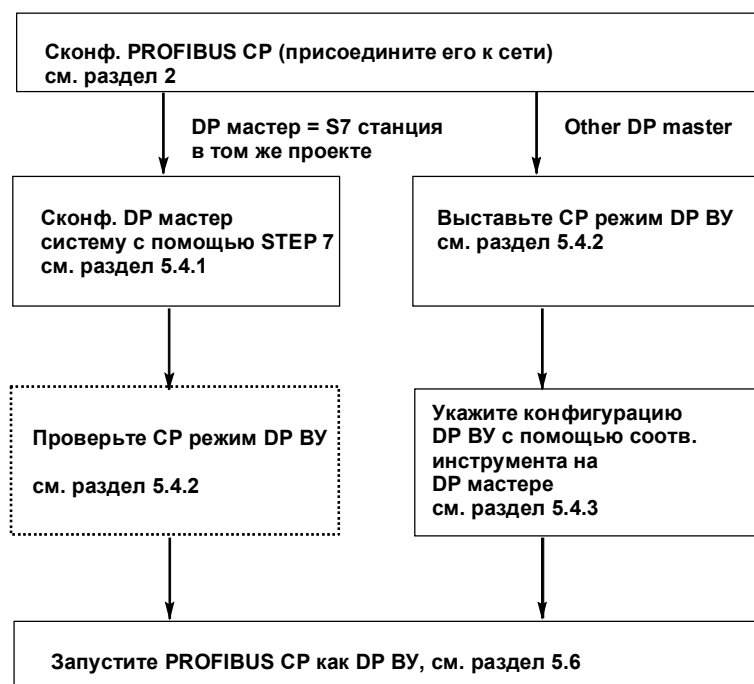 Сконф. PROFIBUS CP (присоедините его к сети)
см. раздел 2
DP мастер = S7 станция
в том же проекте
Other DP master
Сконф. DP мастер
систему с помощью STEP 7
см. раздел 5.4.1
Выставьте CP режим DP ВУ
см. раздел 5.4.2
Проверьте CP режим DP ВУ
см. раздел 5.4.2
Укажите конфигурацию
DP ВУ с помощью соотв.
инструмента на
DP мастере
см. раздел 5.4.3
Запустите PROFIBUS CP как DP ВУ, см. раздел 5.6